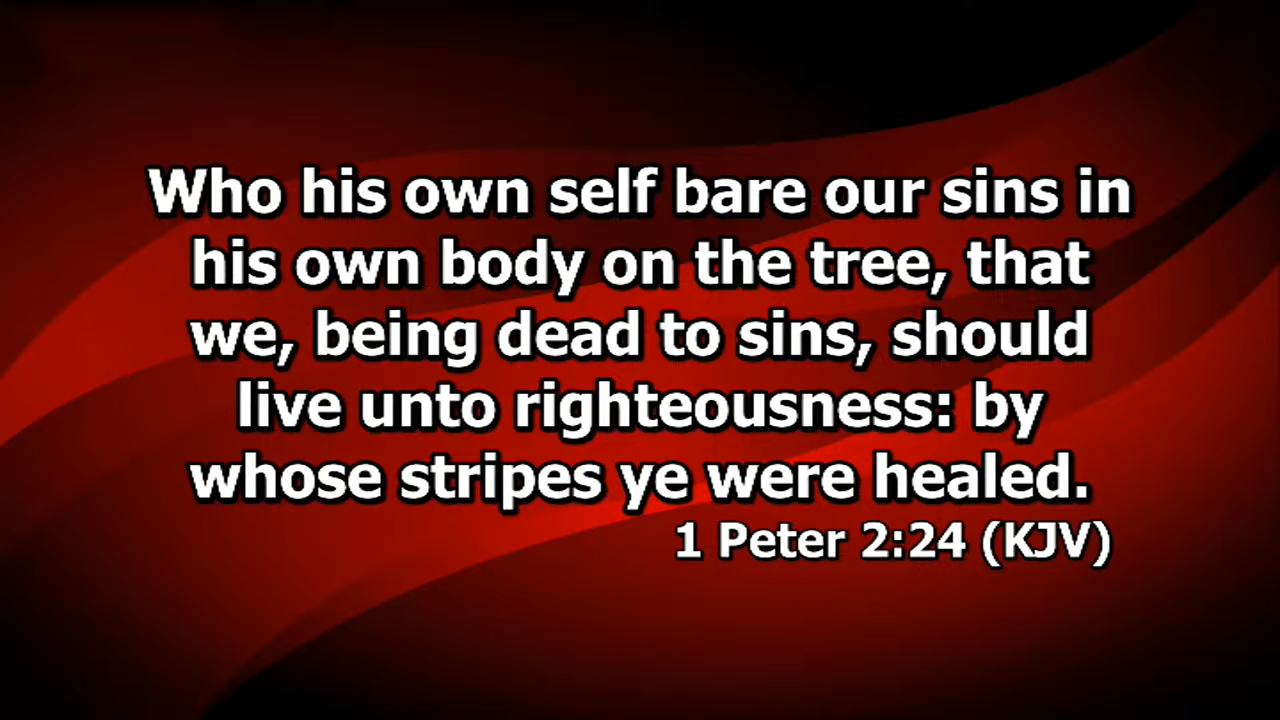 Who his own self bare our sins in
his own body on the tree, that
we, being dead to sins, should
live unto righteousness: by
whose stripes ye were healed.
1 Peter 2:24 (KJV)